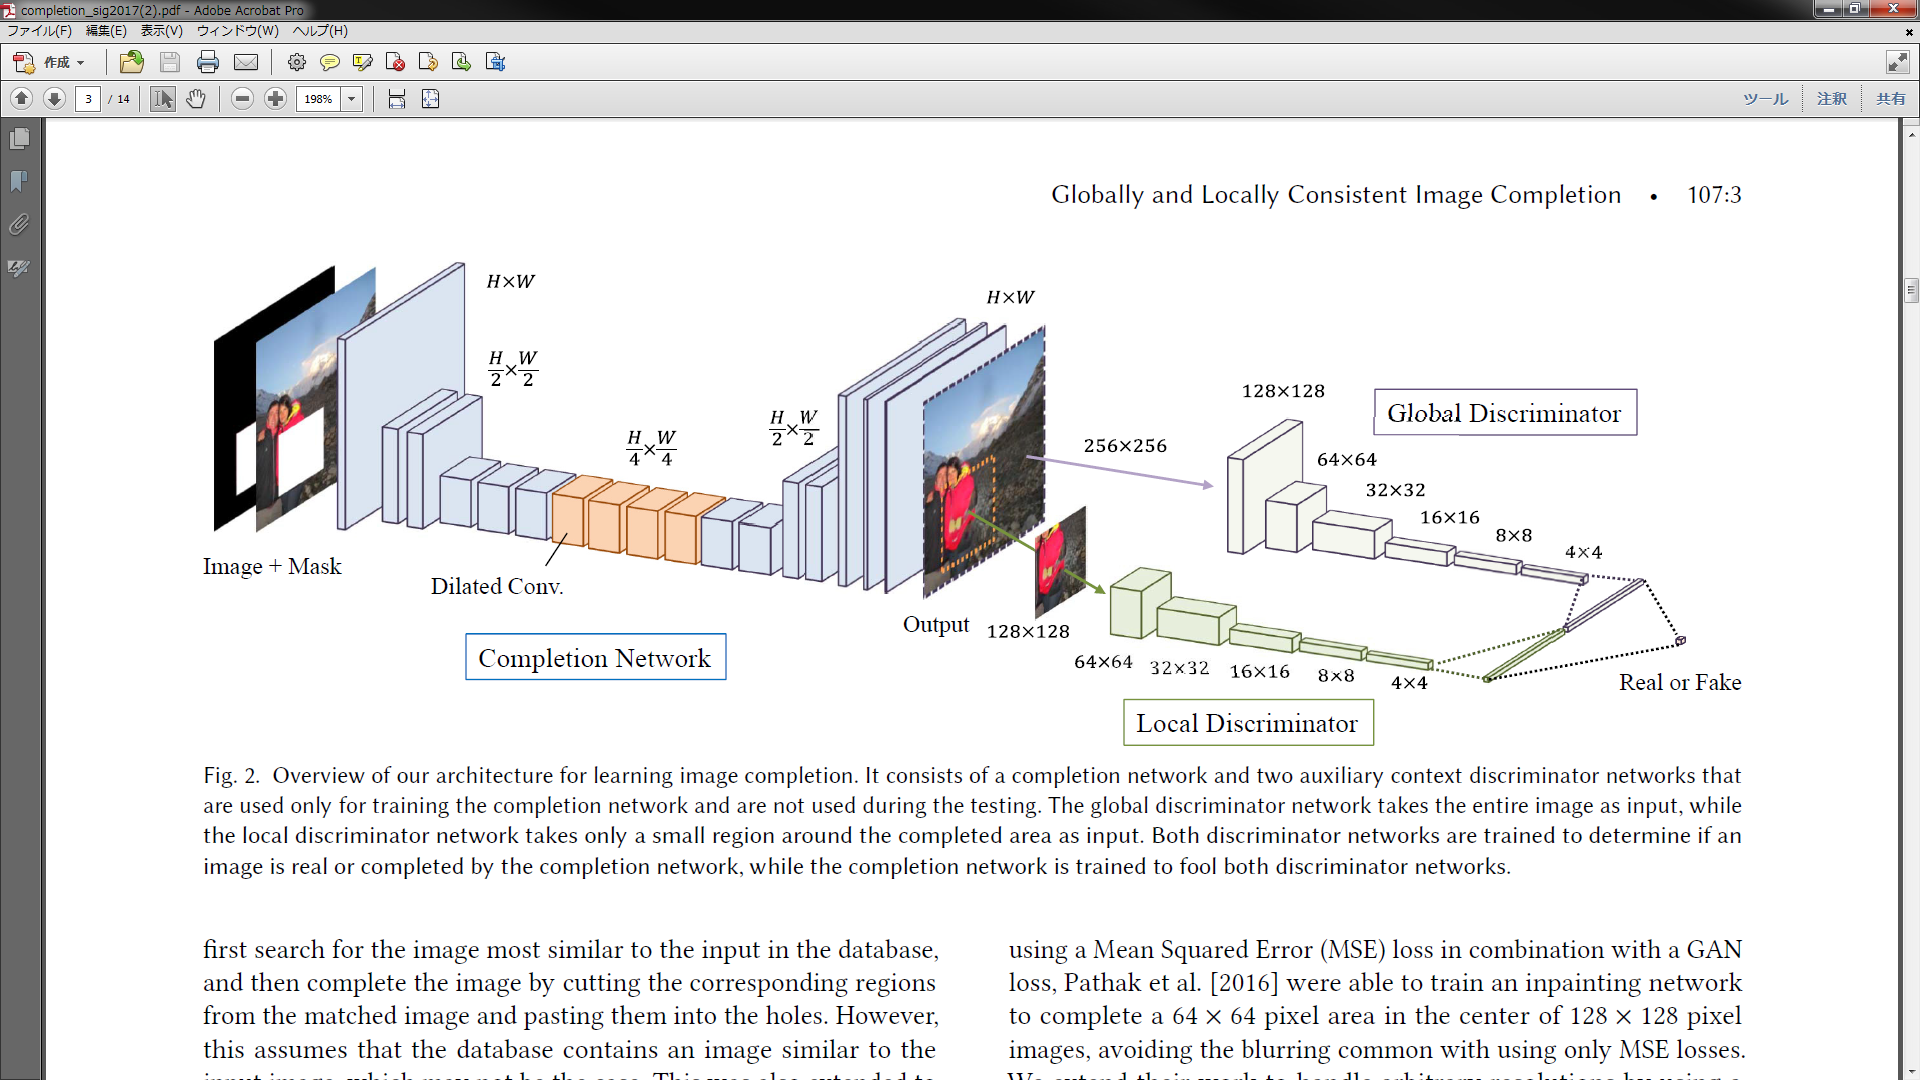 completion_sig2017(2).pdf - Adobe Acrobat Pro
ファイル(F) 編集(E) 表示(V) ウィンドウ(W) ヘルプ(H)
作成
3 / 14 198% ツール 注釈 共有
Globally and Locally Consistent Image Completion • 107:3
H×W
H/2 × W/2
H/4 × W/4
H/2 × W/2
H×W
Image + Mask
Dilated Conv.
Completion Network
Output
256×256
128×128
64×64
32×32
16×16
8×8
4×4
Global Discriminator
128×128
64×64
32×32
16×16
8×8
4×4
Local Discriminator
Real or Fake
Fig. 2. Overview of our architecture for learning image completion. It consists of a completion network and two auxiliary context discriminator networks that
are used only for training the completion network and are not used during the testing. The global discriminator network takes the entire image as input, while
the local discriminator network takes only a small region around the completed area as input. Both discriminator networks are trained to determine if an
image is real or completed by the completion network, while the completion network is trained to fool both discriminator networks.
first search for the image most similar to the input in the database,
and then complete the image by cutting the corresponding regions
from the matched image and pasting them into the holes. However,
this assumes that the database contains an image similar to the
using a Mean Squared Error (MSE) loss in combination with a GAN
loss, Pathak et al. [2016] were able to train an inpainting network
to complete a 64 × 64 pixel area in the center of 128 × 128 pixel
images, avoiding the blurring common with using only MSE losses.